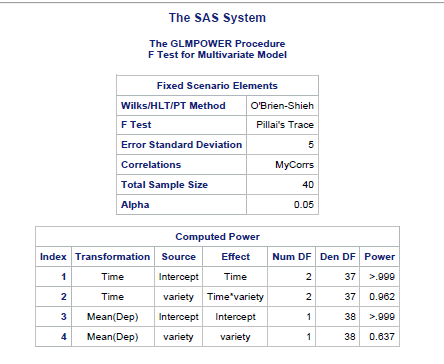 The SAS System
The GLMPOWER Procedure
F Test for Multivariate Model
Fixed Scenario Elements
Wilks/HLT/PT Method O'Brien-Shieh
F Test Pillai's Trace
Error Standard Deviation 5
Correlations MyCorrs
Total Sample Size 40
Alpha 0.05
Computed Power
Index Transformation Source Effect Num DF Den DF Power
1 Time Intercept Time 2 37 >.999
2 Time variety Time*variety 2 37 0.962
3 Mean(Dep) Intercept Intercept 1 38 >.999
4 Mean(Dep) variety variety 1 38 0.637